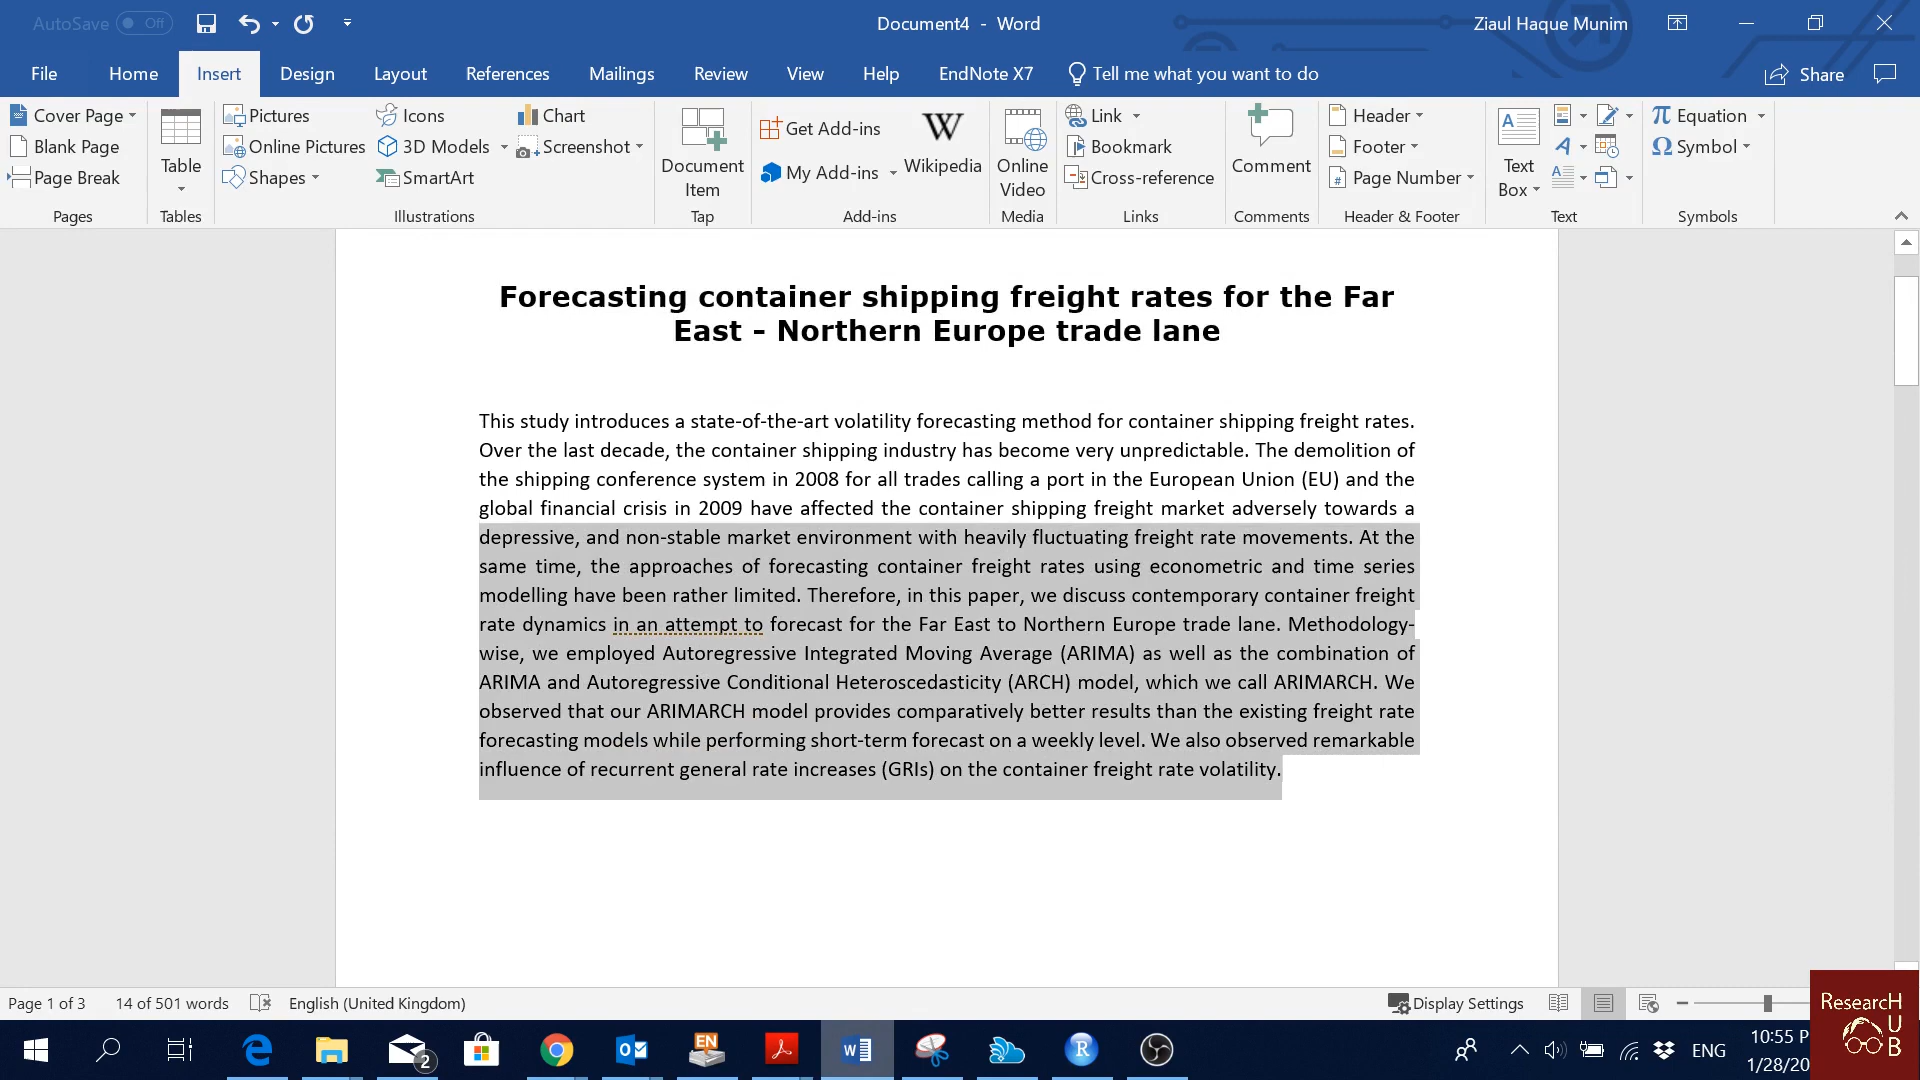 AutoSave Off
Document4 - Word
Ziaul Haque Munim
File Home Insert Design Layout References Mailings Review View Help EndNote X7 Tell me what you want to do Share
Cover Page
Blank Page
Page Break
Pages
Table
Tables
Pictures
Online Pictures
Shapes
Icons
3D Models
SmartArt
Chart
Screenshot
Illustrations
Document
Item
Tap
Get Add-ins
My Add-ins
W
Wikipedia
Add-ins
Online
Video
Media
Link
Bookmark
Cross-reference
Links
Comment
Comments
Header
Footer
Page Number
Header & Footer
Text
Box
Text
Equation
Symbol
Symbols
Forecasting container shipping freight rates for the Far
East - Northern Europe trade lane
This study introduces a state-of-the-art volatility forecasting method for container shipping freight rates.
Over the last decade, the container shipping industry has become very unpredictable. The demolition of
the shipping conference system in 2008 for all trades calling a port in the European Union (EU) and the
global financial crisis in 2009 have affected the container shipping freight market adversely towards a
depressive, and non-stable market environment with heavily fluctuating freight rate movements. At the
same time, the approaches of forecasting container freight rates using econometric and time series
modelling have been rather limited. Therefore, in this paper, we discuss contemporary container freight
rate dynamics in an attempt to forecast for the Far East to Northern Europe trade lane. Methodology-
wise, we employed Autoregressive Integrated Moving Average (ARIMA) as well as the combination of
ARIMA and Autoregressive Conditional Heteroscedasticity (ARCH) model, which we call ARIMARCH. We
observed that our ARIMARCH model provides comparatively better results than the existing freight rate
forecasting models while performing short-term forecast on a weekly level. We also observed remarkable
influence of recurrent general rate increases (GRIs) on the container freight rate volatility.
Page 1 of 3 14 of 501 words English (United Kingdom) Display Settings
2
EN
R
ENG
10:55 P
1/28/20
ResearcH
U
B